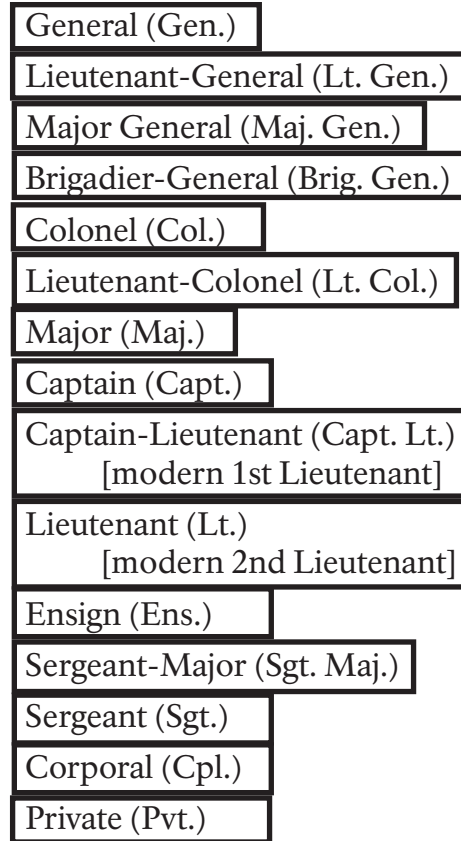 General (Gen.)
Lieutenant-General (Lt. Gen.)
Major General (Maj. Gen.)
Brigadier-General (Brig. Gen.)
Colonel (Col.)
Lieutenant-Colonel (Lt. Col.)
Major (Maj.)
Captain (Capt.)
Captain-Lieutenant (Capt. Lt.)
[modern 1st Lieutenant]
Lieutenant (Lt.)
[modern 2nd Lieutenant]
Ensign (Ens.)
Sergeant-Major (Sgt. Maj.)
Sergeant (Sgt.)
Corporal (Cpl.)
Private (Pvt.)